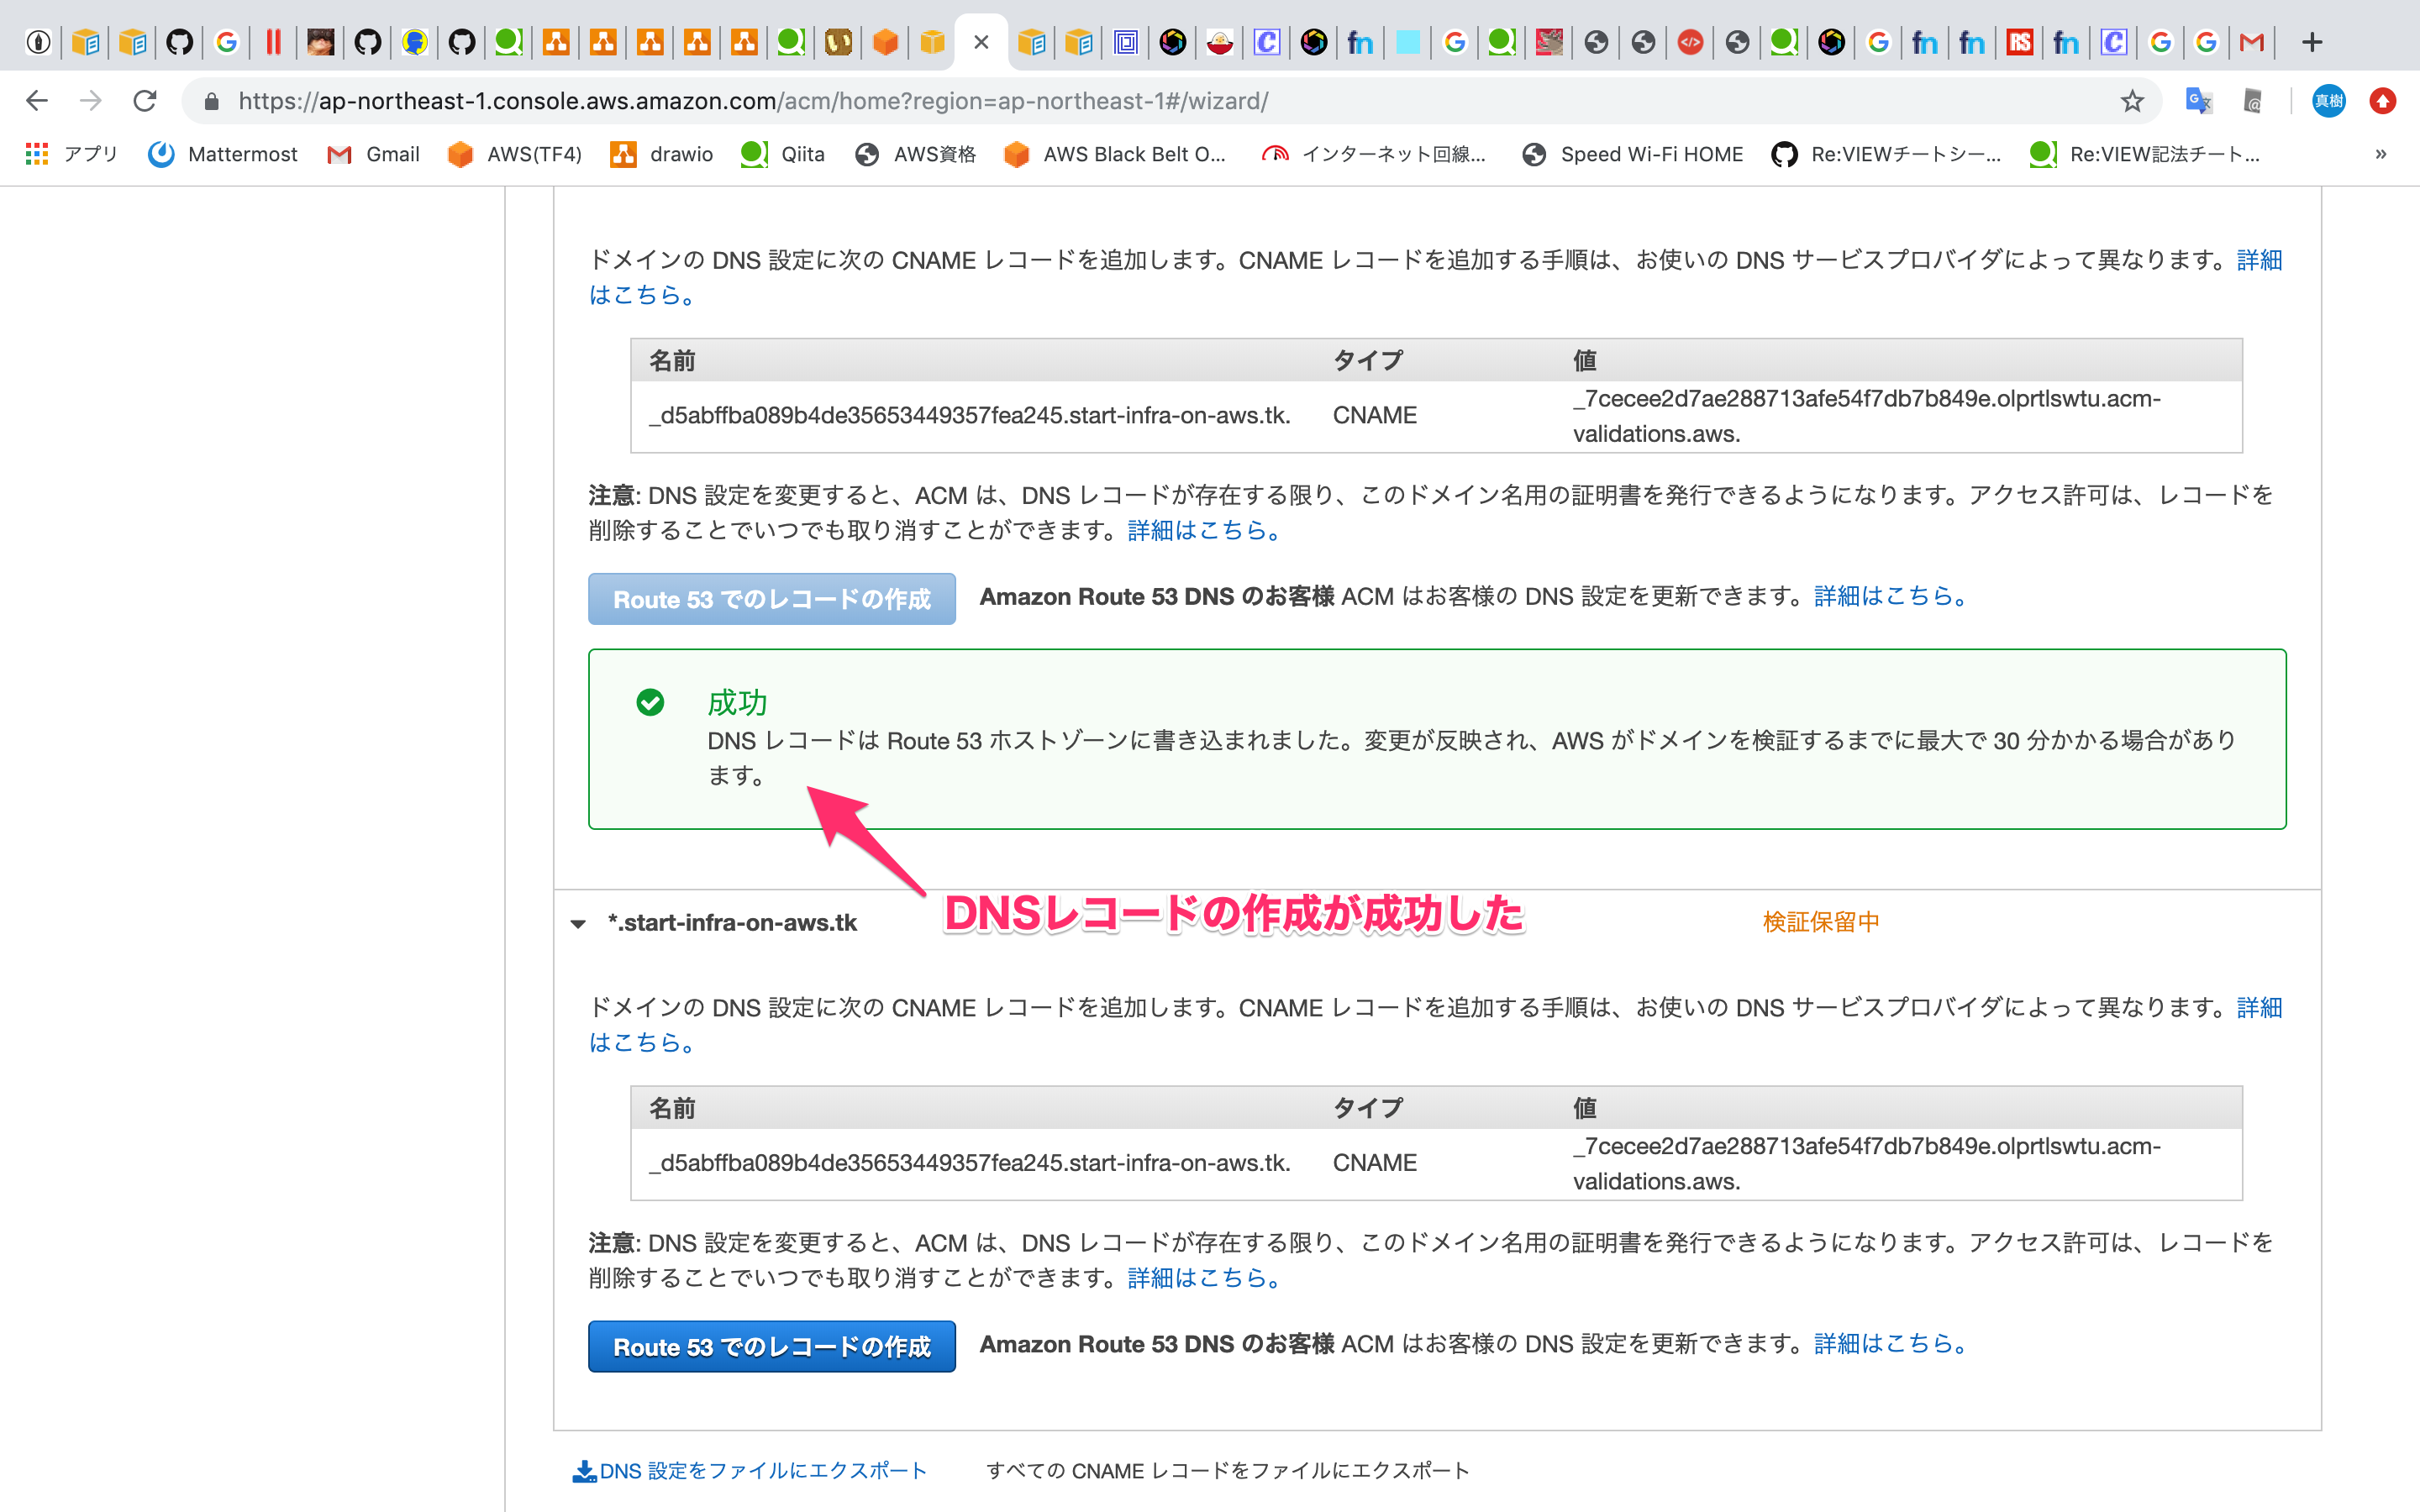 https://ap-northeast-1.console.aws.amazon.com/acm/home?region=ap-northeast-1#/wizard/
真樹
アプリ Mattermost Gmail AWS(TF4) drawio Qiita AWS資格 AWS Black Belt O... インターネット回線... Speed Wi-Fi HOME Re:VIEWチートシー... Re:VIEW記法チート... »
ドメインの DNS 設定に次の CNAME レコードを追加します。CNAME レコードを追加する手順は、お使いの DNS サービスプロバイダによって異なります。詳細
はこちら。
名前 タイプ 値
_d5abffba089b4de35653449357fea245.start-infra-on-aws.tk. CNAME _7cecee2d7ae288713afe54f7db7b849e.olprtlswtu.acm-
validations.aws.
注意: DNS 設定を変更すると、ACM は、DNS レコードが存在する限り、このドメイン名用の証明書を発行できるようになります。アクセス許可は、レコードを
削除することでいつでも取り消すことができます。詳細はこちら。
Route 53 でのレコードの作成 Amazon Route 53 DNS のお客様 ACM はお客様の DNS 設定を更新できます。詳細はこちら。
成功
DNS レコードは Route 53 ホストゾーンに書き込まれました。変更が反映され、AWS がドメインを検証するまでに最大で 30 分かかる場合があり
ます。
DNSレコードの作成が成功した
*.start-infra-on-aws.tk 検証保留中
ドメインの DNS 設定に次の CNAME レコードを追加します。CNAME レコードを追加する手順は、お使いの DNS サービスプロバイダによって異なります。詳細
はこちら。
名前 タイプ 値
_d5abffba089b4de35653449357fea245.start-infra-on-aws.tk. CNAME _7cecee2d7ae288713afe54f7db7b849e.olprtlswtu.acm-
validations.aws.
注意: DNS 設定を変更すると、ACM は、DNS レコードが存在する限り、このドメイン名用の証明書を発行できるようになります。アクセス許可は、レコードを
削除することでいつでも取り消すことができます。詳細はこちら。
Route 53 でのレコードの作成 Amazon Route 53 DNS のお客様 ACM はお客様の DNS 設定を更新できます。詳細はこちら。
DNS 設定をファイルにエクスポート すべての CNAME レコードをファイルにエクスポート